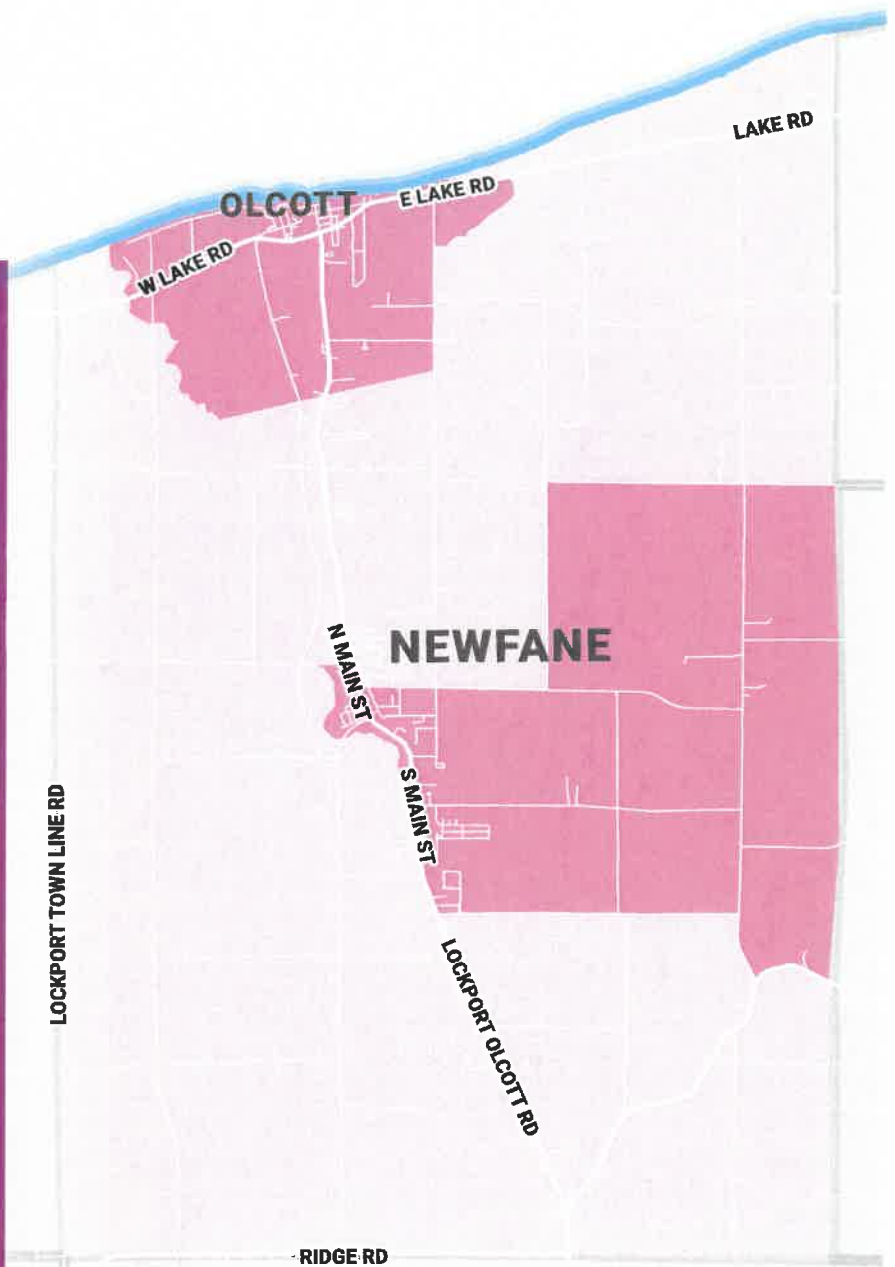 LAKE RD
OLCOTT
E LAKE RD
W LAKE RD
N MAIN ST
NEWFANE
S MAIN ST
LOCKPORT TOWN LINE RD
LOCKPORT OLCOTT RD
RIDGE RD